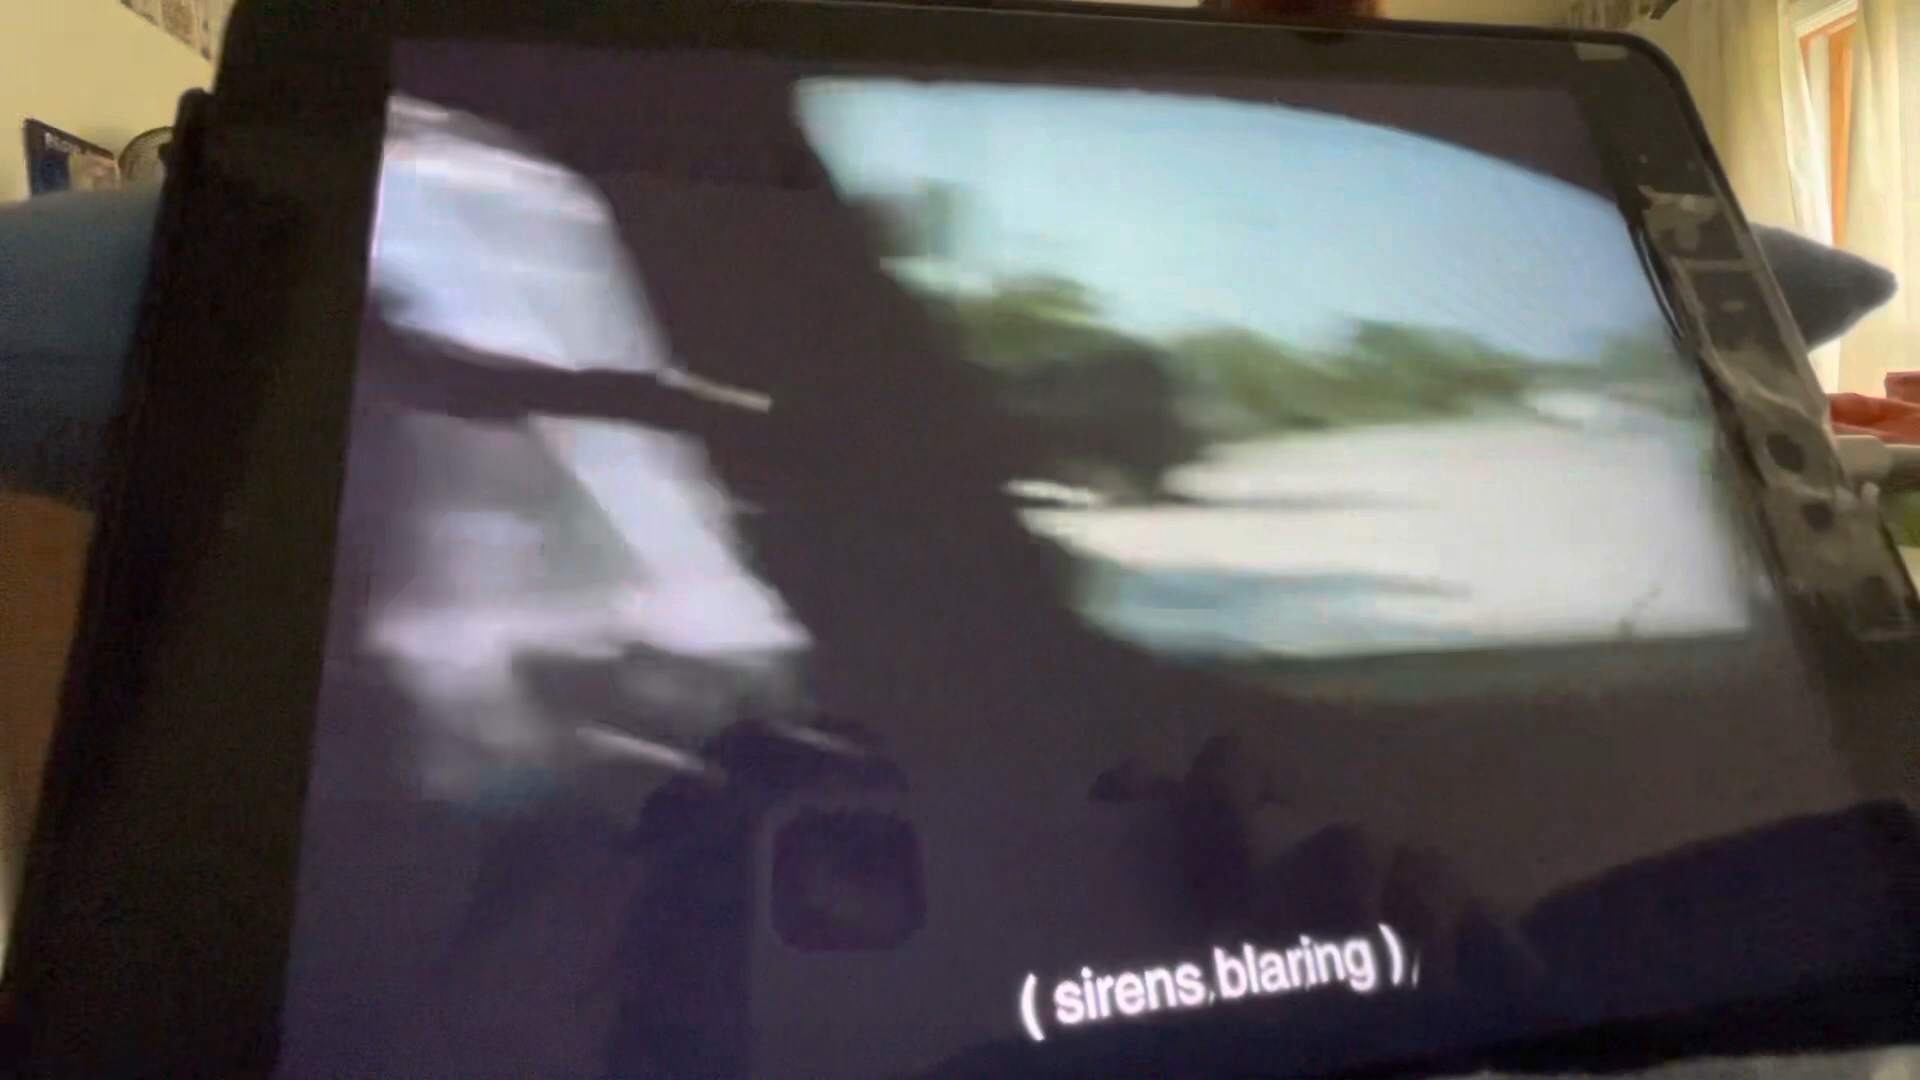 ( sirens blaring )